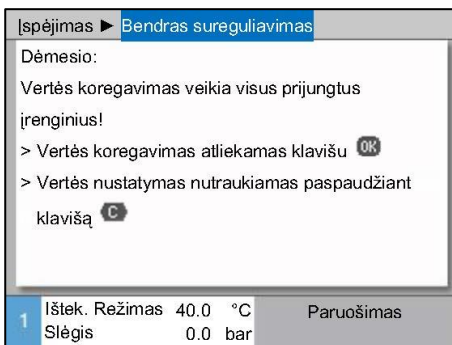 Įspėjimas ► Bendras sureguliavimas
Dėmesio:
Vertės koregavimas veikia visus prijungtus
įrenginius!
> Vertės koregavimas atliekamas klavišu OK
> Vertės nustatymas nutraukiamas paspaudžiant
klavišą C
1 Ištek. Režimas 40.0 °C Paruošimas
Slėgis 0.0 bar